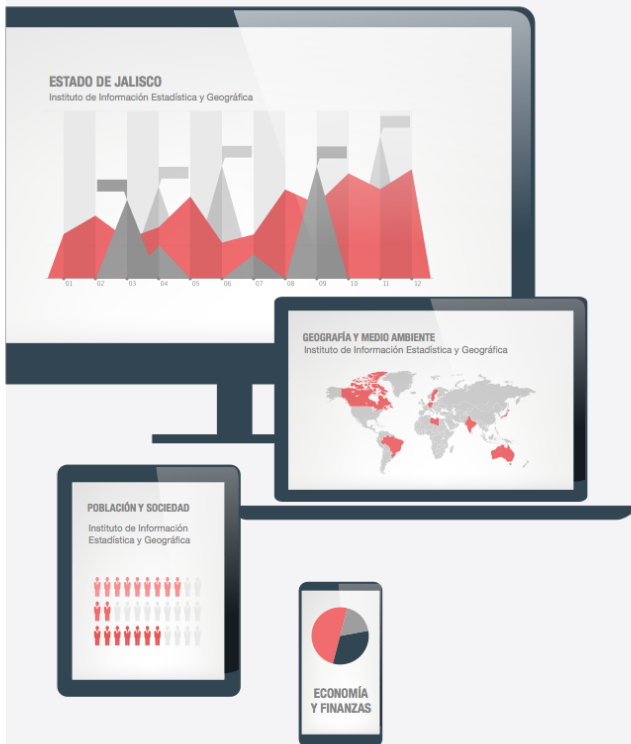 ESTADO DE JALISCO
Instituto de Información Estadística y Geográfica
01 02 03 04 05 06 07 08 09 10 11 12
GEOGRAFÍA Y MEDIO AMBIENTE
Instituto de Información Estadística y Geográfica
POBLACIÓN Y SOCIEDAD
Instituto de Información
Estadística y Geográfica
ECONOMÍA
Y FINANZAS